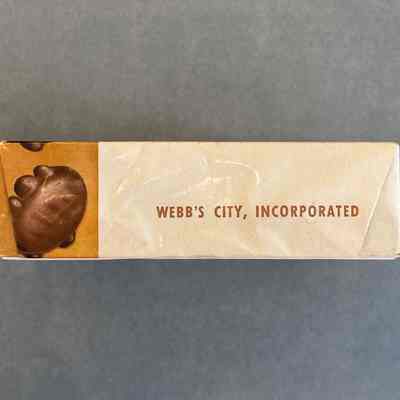 WEBB'S CITY, INCORPORATED